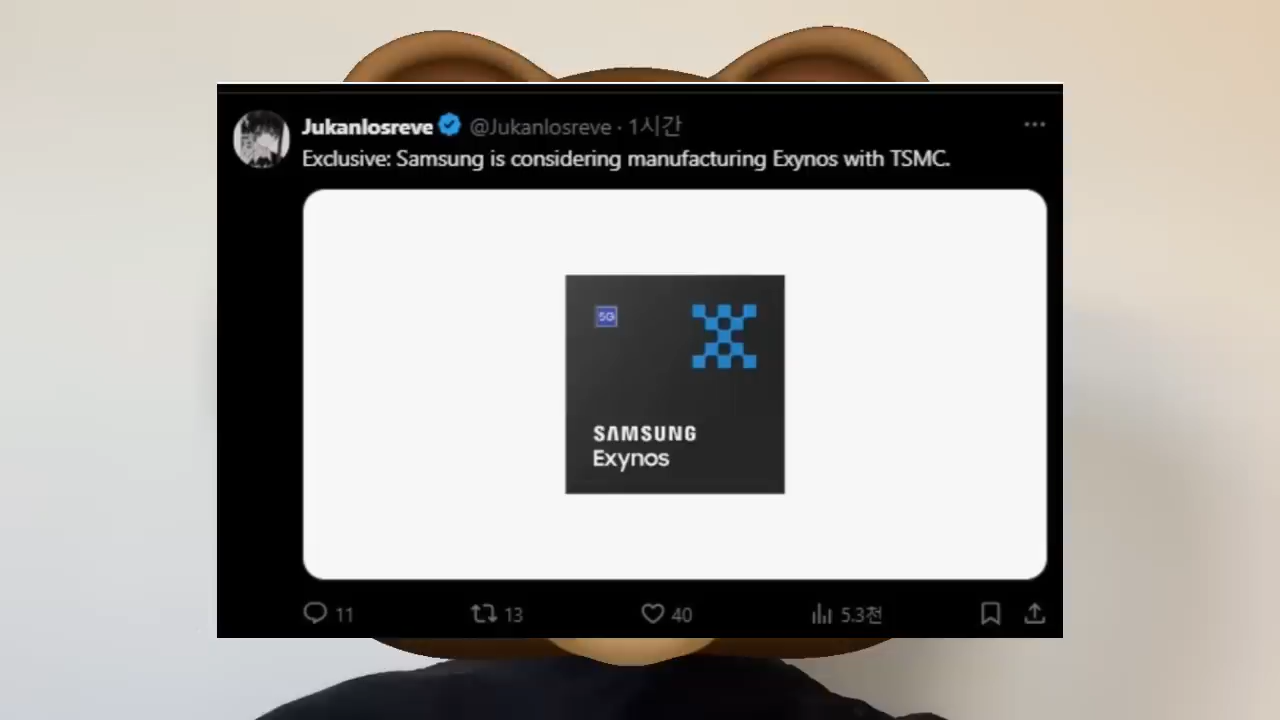 Jukanlosreve @Jukanlosreve · 1시간
Exclusive: Samsung is considering manufacturing Exynos with TSMC.
5G
SAMSUNG
Exynos
11 13 40 5.3천